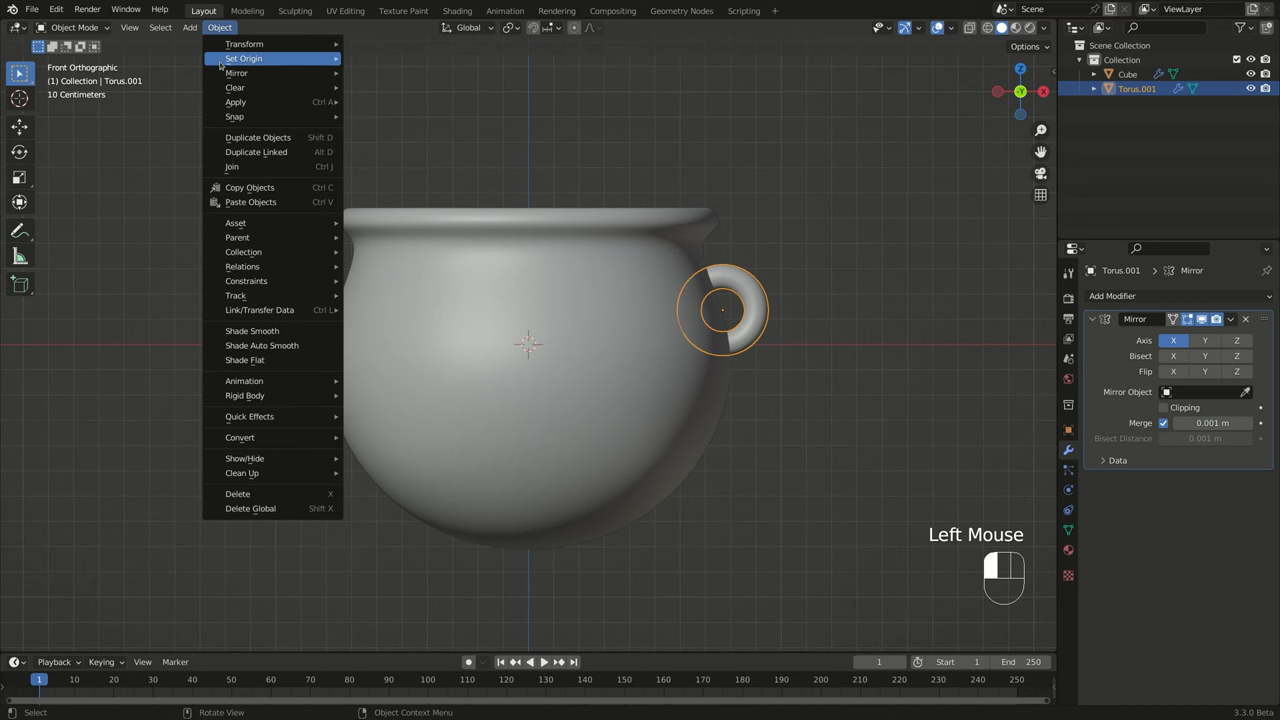 File Edit Render Window Help Layout Modeling Sculpting UV Editing Texture Paint Shading Animation Rendering Compositing Geometry Nodes Scripting + Scene ViewLayer
Object Mode View Select Add Object Global
Options
Front Orthographic
(1) Collection | Torus.001
10 Centimeters
Transform
Set Origin
Mirror
Clear
Apply Ctrl A
Snap
Duplicate Objects Shift D
Duplicate Linked Alt D
Join Ctrl J
Copy Objects Ctrl C
Paste Objects Ctrl V
Asset
Parent
Collection
Relations
Constraints
Track
Link/Transfer Data Ctrl L
Shade Smooth
Shade Auto Smooth
Shade Flat
Animation
Rigid Body
Quick Effects
Convert
Show/Hide
Clean Up
Delete X
Delete Global Shift X
Z
-Y
X
Left Mouse
Scene Collection
Collection
Cube
Torus.001
Torus.001 > Mirror
Add Modifier
Mirror
Axis X Y Z
Bisect X Y Z
Flip X Y Z
Mirror Object
Clipping
Merge 0.001 m
Bisect Distance 0.001 m
Data
Playback Keying View Marker 1 Start 1 End 250
1 10 20 30 40 50 60 70 80 90 100 110 120 130 140 150 160 170 180 190 200 210 220 230 240 250
Select Rotate View Object Context Menu 3.3.0 Beta